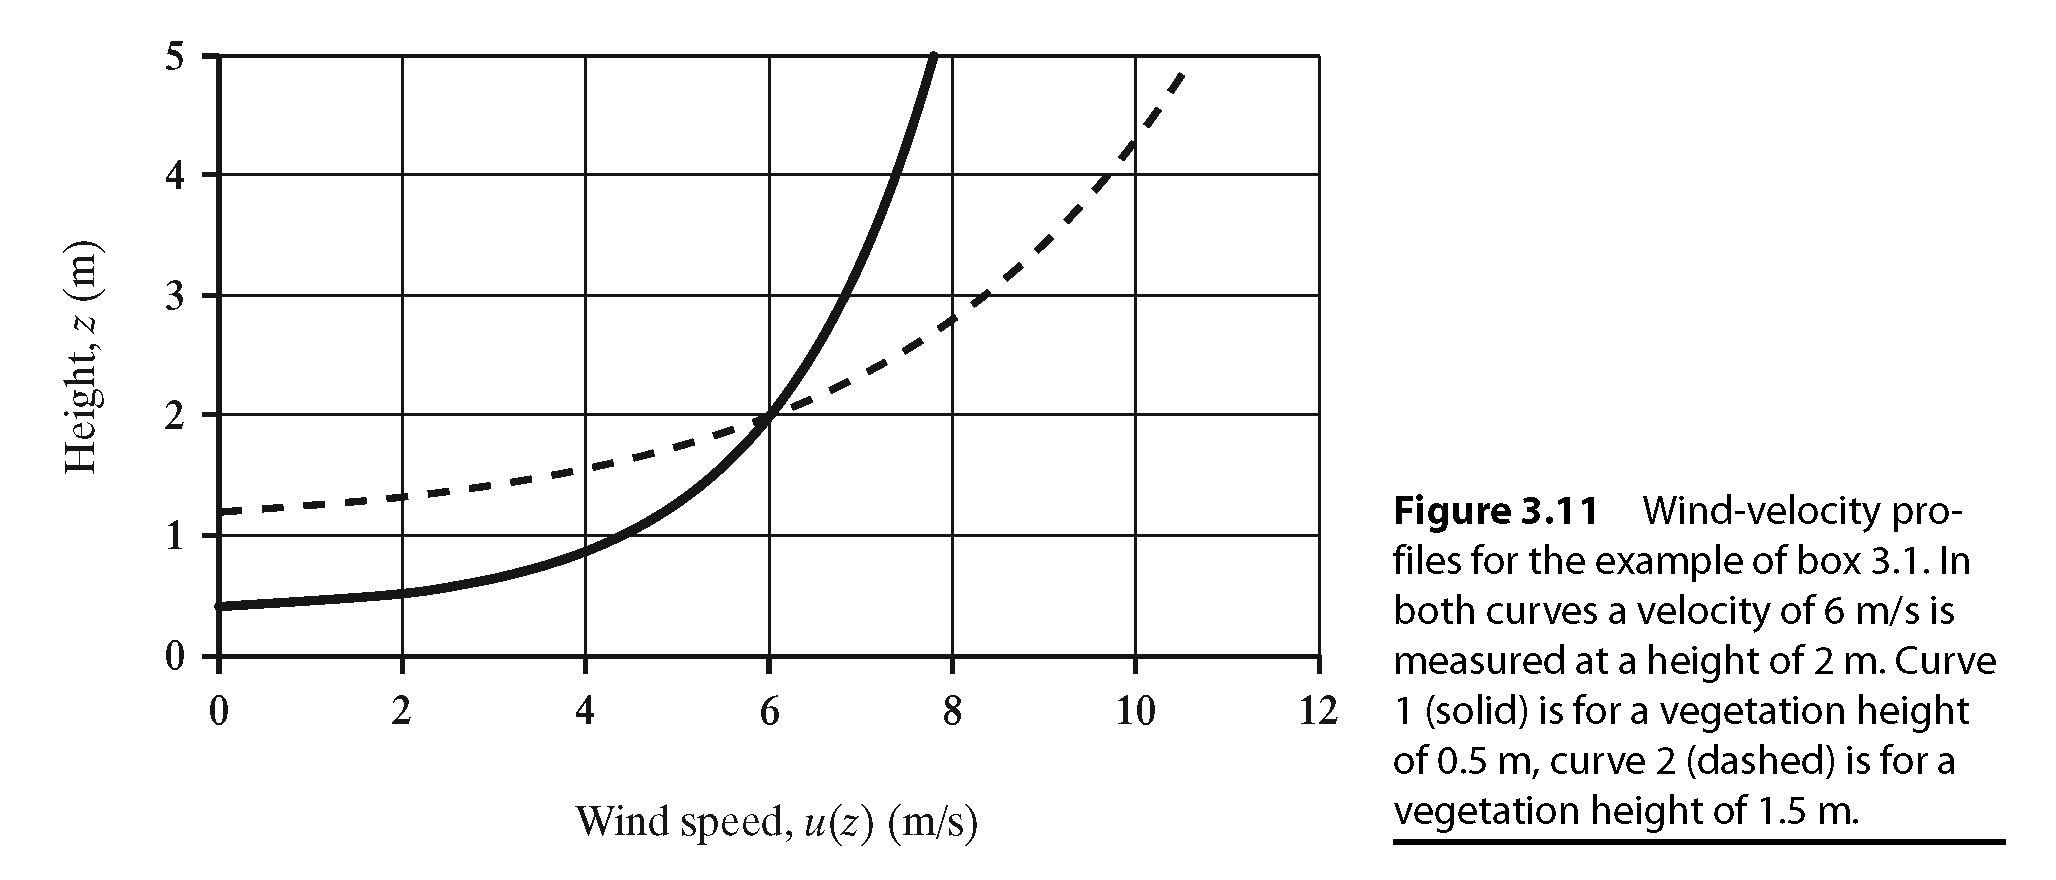 5
4
3
2
1
0
Height, z (m)
0 2 4 6 8 10 12
Wind speed, u(z) (m/s)
Figure 3.11 Wind-velocity pro-
files for the example of box 3.1. In
both curves a velocity of 6 m/s is
measured at a height of 2 m. Curve
1 (solid) is for a vegetation height
of 0.5 m, curve 2 (dashed) is for a
vegetation height of 1.5 m.